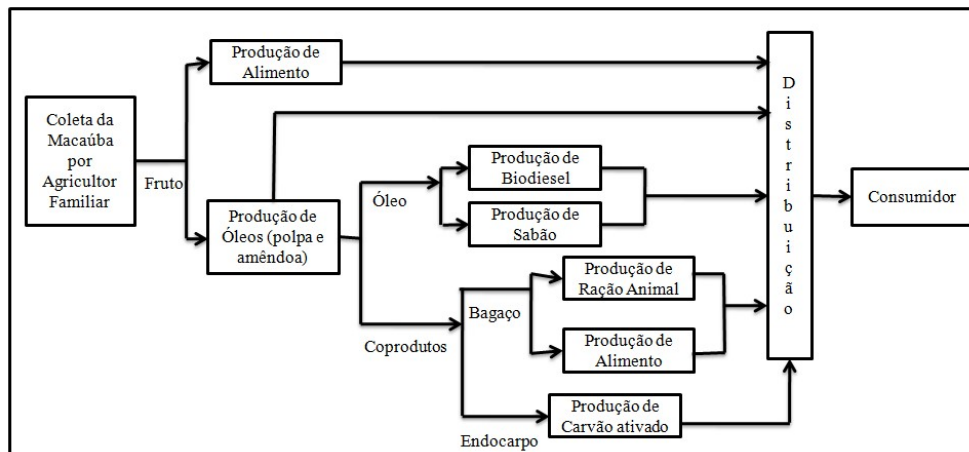 Coleta da
Macaúba
por
Agricultor
Familiar
Fruto
Produção de
Alimento
Produção de
Óleos (polpa e
amêndoa)
Óleo
Produção de
Biodiesel
Produção de
Sabão
Coprodutos
Bagaço
Produção de
Ração Animal
Produção de
Alimento
Endocarpo
Produção de
Carvão ativado
D
i
s
t
r
i
b
u
i
ç
ã
o
Consumidor